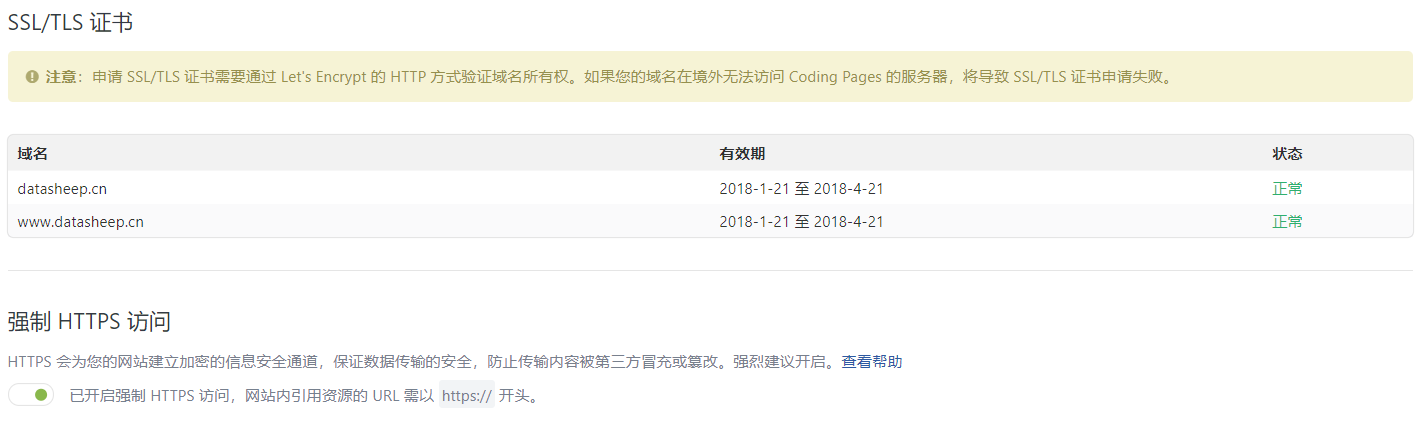 SSL/TLS 证书
注意：申请 SSL/TLS 证书需要通过 Let's Encrypt 的 HTTP 方式验证域名所有权。如果您的域名在境外无法访问 Coding Pages 的服务器，将导致 SSL/TLS 证书申请失败。
域名 有效期 状态
datasheep.cn 2018-1-21 至 2018-4-21 正常
www.datasheep.cn 2018-1-21 至 2018-4-21 正常
强制 HTTPS 访问
HTTPS 会为您的网站建立加密的信息安全通道，保证数据传输的安全，防止传输内容被第三方冒充或篡改。强烈建议开启。查看帮助
已开启强制 HTTPS 访问，网站内引用资源的 URL 需以 https:// 开头。